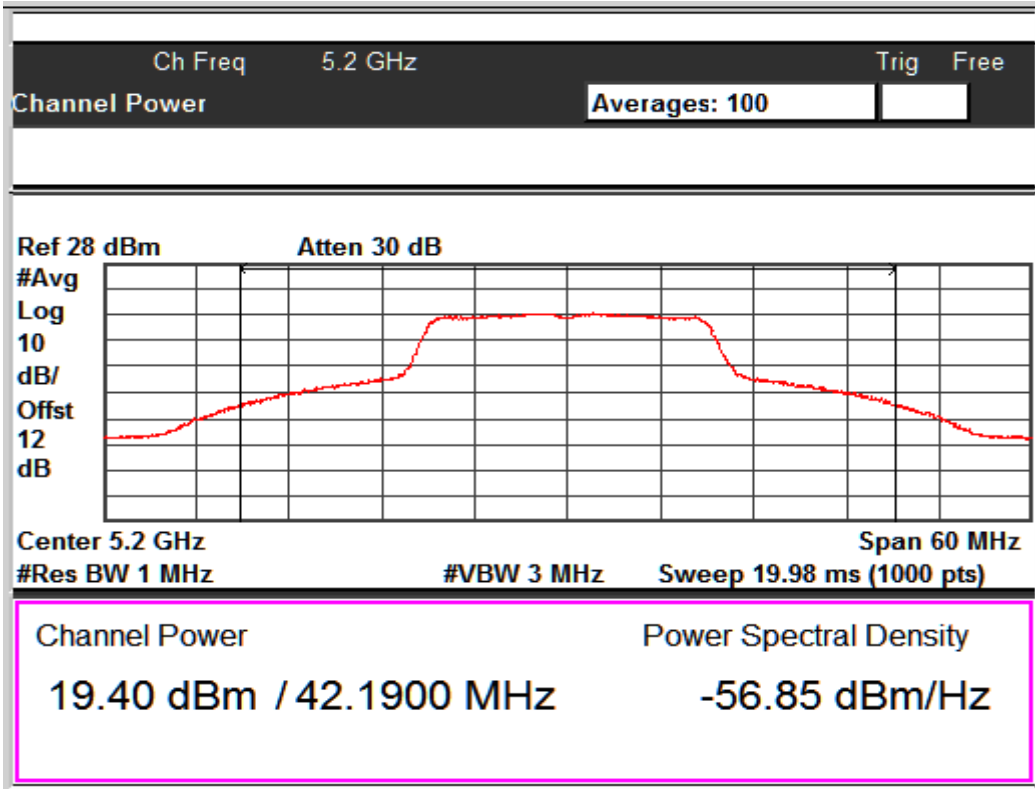 Ch Freq 5.2 GHz Trig Free
Channel Power Averages: 100
Ref 28 dBm Atten 30 dB
#Avg
Log
10
dB/
Offst
12
dB
Center 5.2 GHz Span 60 MHz
#Res BW 1 MHz #VBW 3 MHz Sweep 19.98 ms (1000 pts)
Channel Power Power Spectral Density
19.40 dBm / 42.1900 MHz -56.85 dBm/Hz